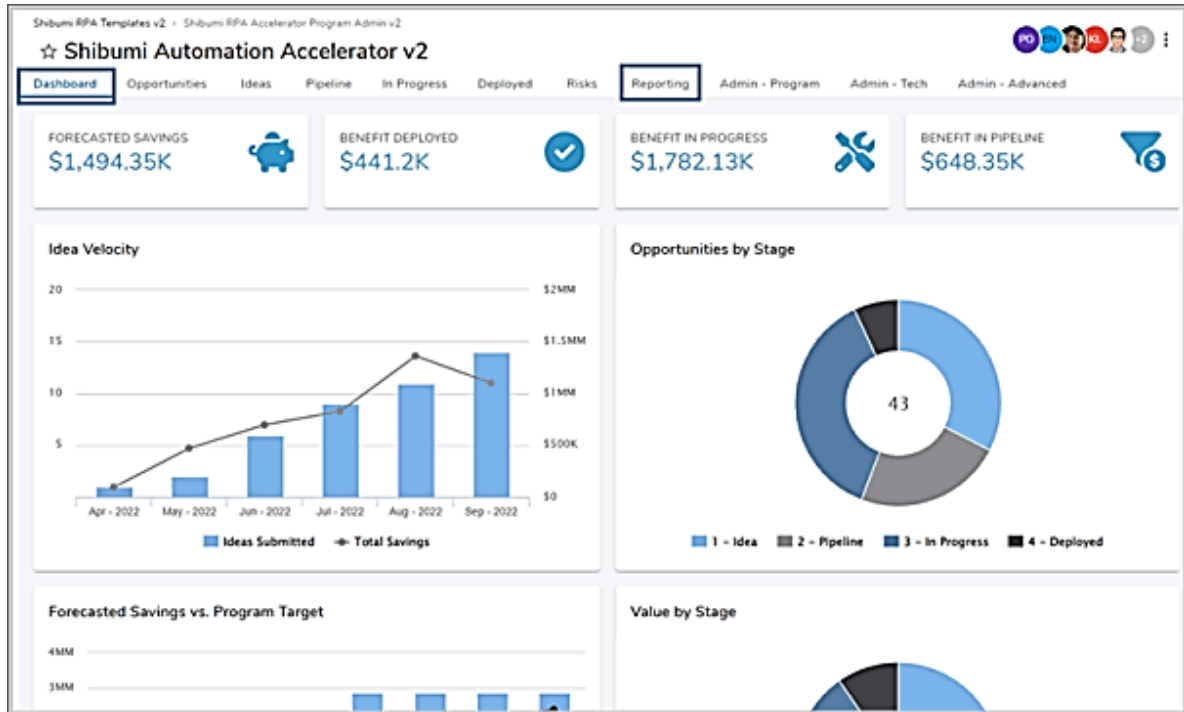 Shibumi RPA Templates v2 • Shibumi RPA Accelerator Program Admin v2
☆ Shibumi Automation Accelerator v2
PO BN KL +2
Dashboard Opportunities Ideas Pipeline In Progress Deployed Risks Reporting Admin - Program Admin - Tech Admin - Advanced
FORECASTED SAVINGS BENEFIT DEPLOYED BENEFIT IN PROGRESS BENEFIT IN PIPELINE
$1,494.35K $441.2K $1,782.13K $648.35K
Idea Velocity
20 $2MM
15 $1.5MM
10 $1MM
5 $500K
$0
Apr - 2022 May - 2022 Jun - 2022 Jul - 2022 Aug - 2022 Sep - 2022
Ideas Submitted Total Savings
Opportunities by Stage
43
1 - Idea 2 - Pipeline 3 - In Progress 4 - Deployed
Forecasted Savings vs. Program Target
4MM
3MM
Value by Stage